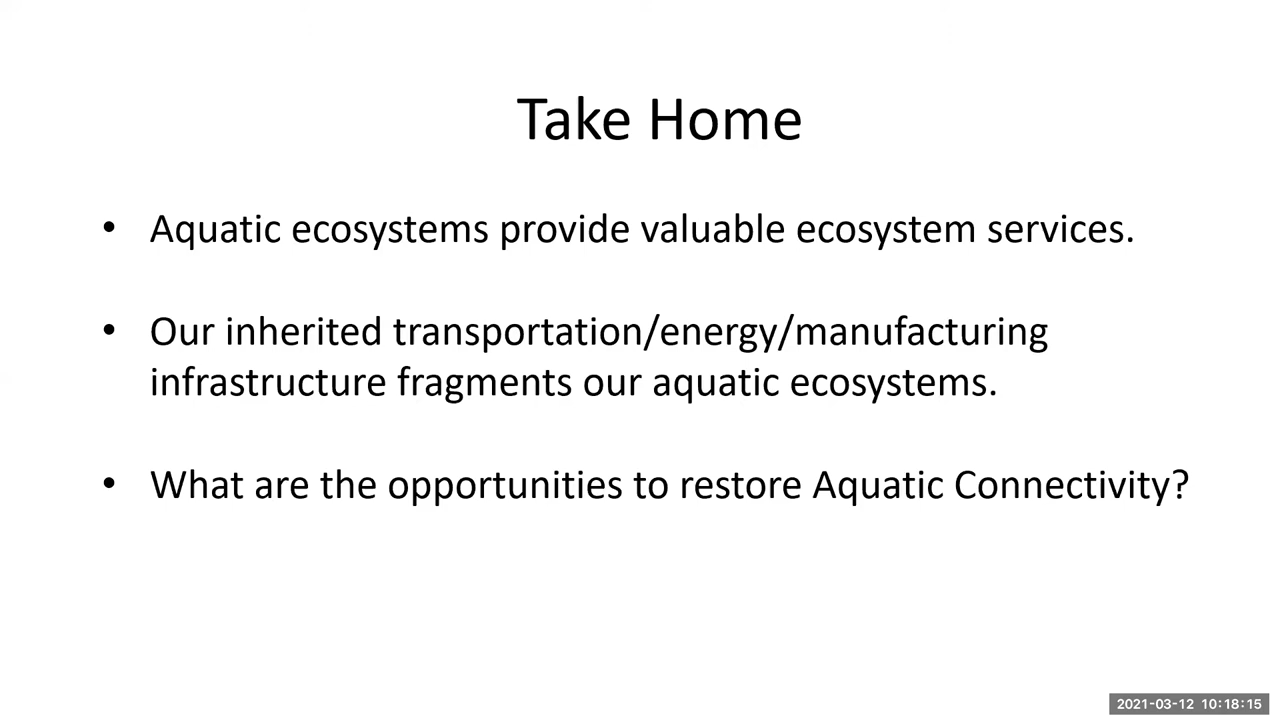 Take Home
• Aquatic ecosystems provide valuable ecosystem services.
• Our inherited transportation/energy/manufacturing
infrastructure fragments our aquatic ecosystems.
• What are the opportunities to restore Aquatic Connectivity?
2021-03-12 10:18:15